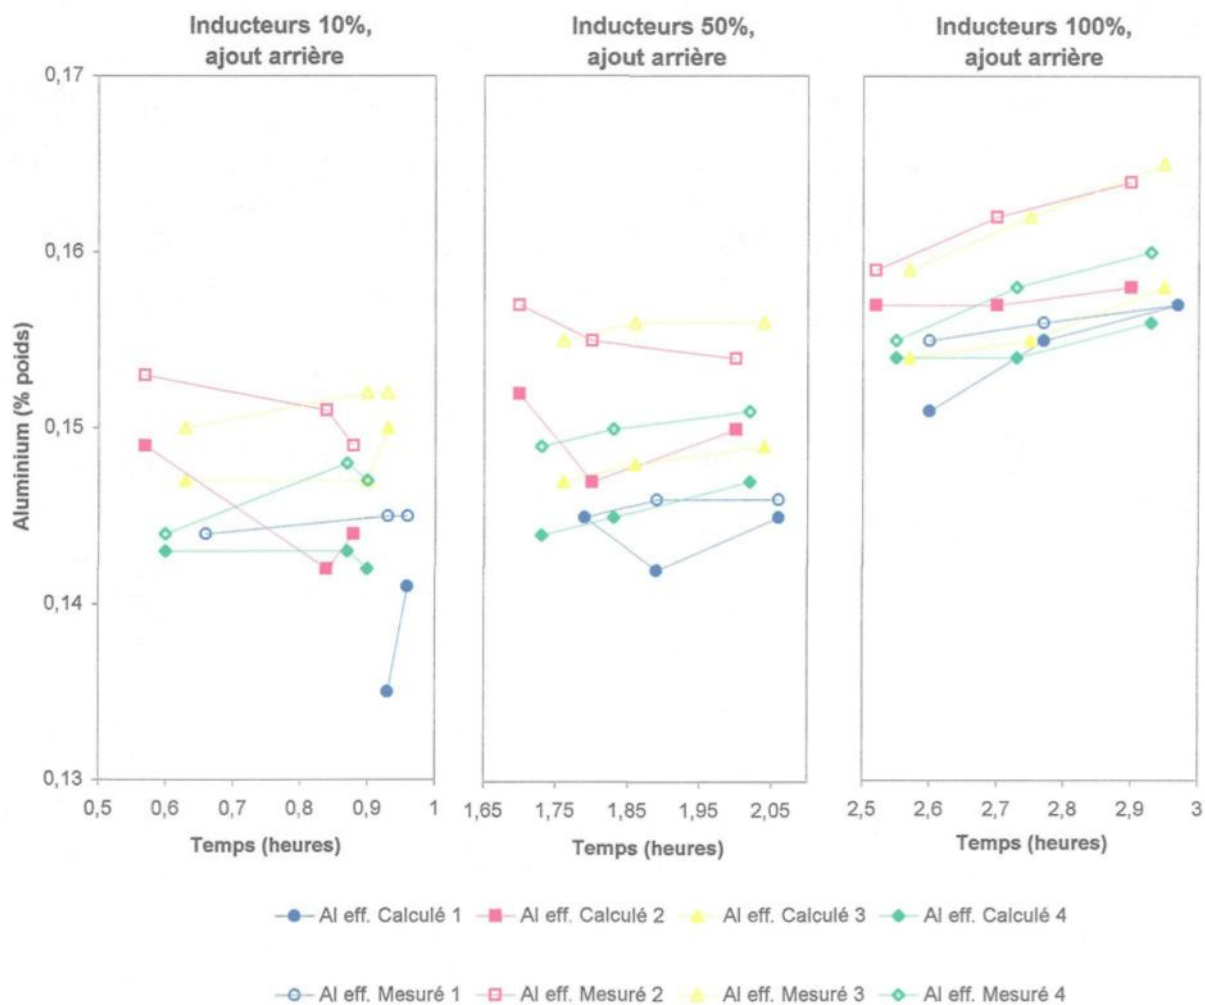 Inducteurs 10%,
ajout arrière
Inducteurs 50%,
ajout arrière
Inducteurs 100%,
ajout arrière
Aluminium (% poids)
0,17
0,16
0,15
0,14
0,13
0,5 0,6 0,7 0,8 0,9 1
1,65 1,75 1,85 1,95 2,05
2,5 2,6 2,7 2,8 2,9 3
Temps (heures)
Temps (heures)
Temps (heures)
Al eff. Calculé 1 Al eff. Calculé 2 Al eff. Calculé 3 Al eff. Calculé 4
Al eff. Mesuré 1 Al eff. Mesuré 2 Al eff. Mesuré 3 Al eff. Mesuré 4